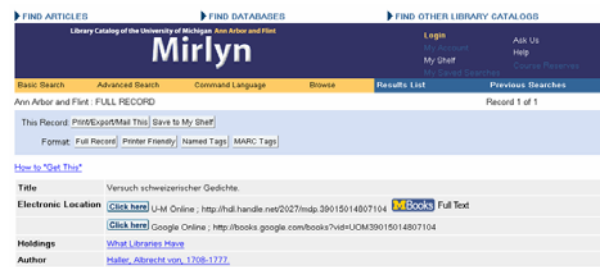 FIND ARTICLES FIND DATABASES FIND OTHER LIBRARY CATALOGS
Library Catalog of the University of Michigan Ann Arbor and Flint
Mirlyn
Login
My Account
My Shelf
My Saved Searches
Ask Us
Help
Course Reserves
Basic Search Advanced Search Command Language Browse Results List Previous Searches
Ann Arbor and Flint : FULL RECORD Record 1 of 1
This Record: Print/Export/Mail This Save to My Shelf
Format: Full Record Printer Friendly Named Tags MARC Tags
How to "Get This"
Title Versuch schweizerischer Gedichte.
Electronic Location Click here U-M Online ; http://hdl.handle.net/2027/mdp.39015014807104 MBooks Full Text
Click here Google Online ; http://books.google.com/books?vid=UOM39015014807104
Holdings What Libraries Have
Author Haller, Albrecht von, 1708-1777.